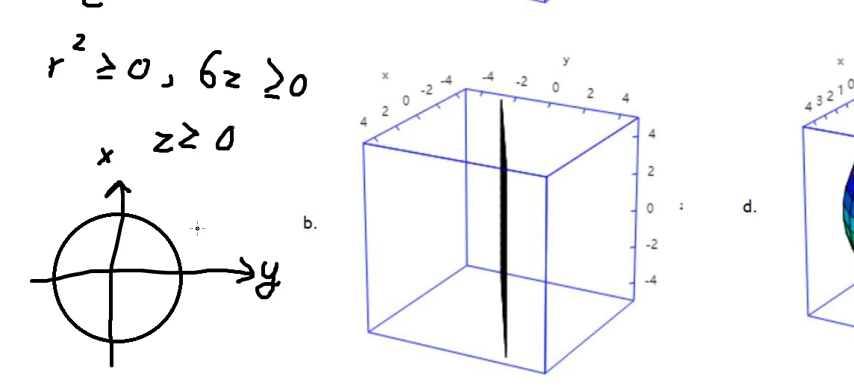 r² ≥ 0, 6z ≥ 0
z ≥ 0
x
y
b.
x
4 2 0 -2 -4
y
-4 -2 0 2 4
4
2
0
-2
-4
;
d.
x
4 3 2 1 0